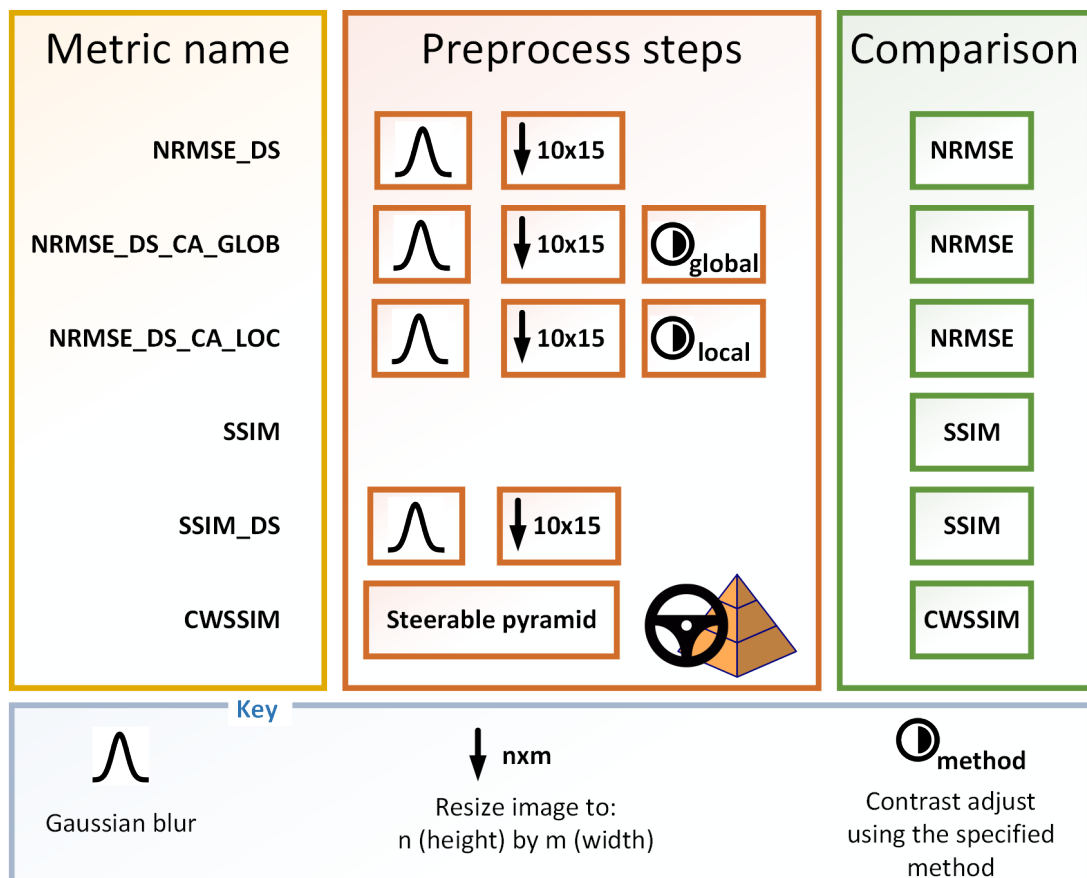 Metric name
Preprocess steps
Comparison
NRMSE_DS
10x15
NRMSE
NRMSE_DS_CA_GLOB
10x15
global
NRMSE
NRMSE_DS_CA_LOC
10x15
local
NRMSE
SSIM
SSIM
SSIM_DS
10x15
SSIM
CWSSIM
Steerable pyramid
CWSSIM
Key
Gaussian blur
nxm
Resize image to:
n (height) by m (width)
method
Contrast adjust
using the specified
method